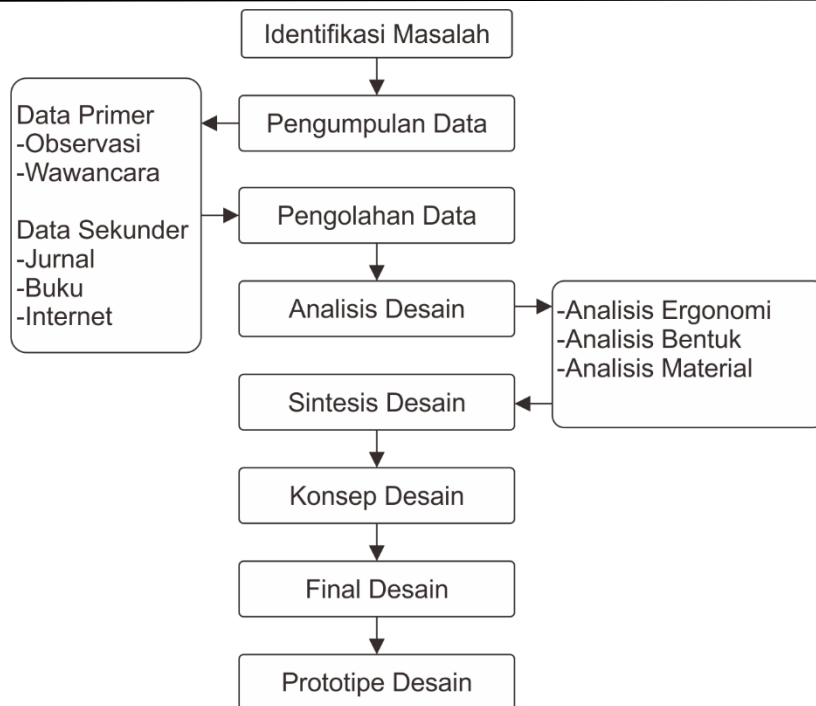 Identifikasi Masalah
Pengumpulan Data
Data Primer
-Observasi
-Wawancara
Data Sekunder
-Jurnal
-Buku
-Internet
Pengolahan Data
Analisis Desain
-Analisis Ergonomi
-Analisis Bentuk
-Analisis Material
Sintesis Desain
Konsep Desain
Final Desain
Prototipe Desain